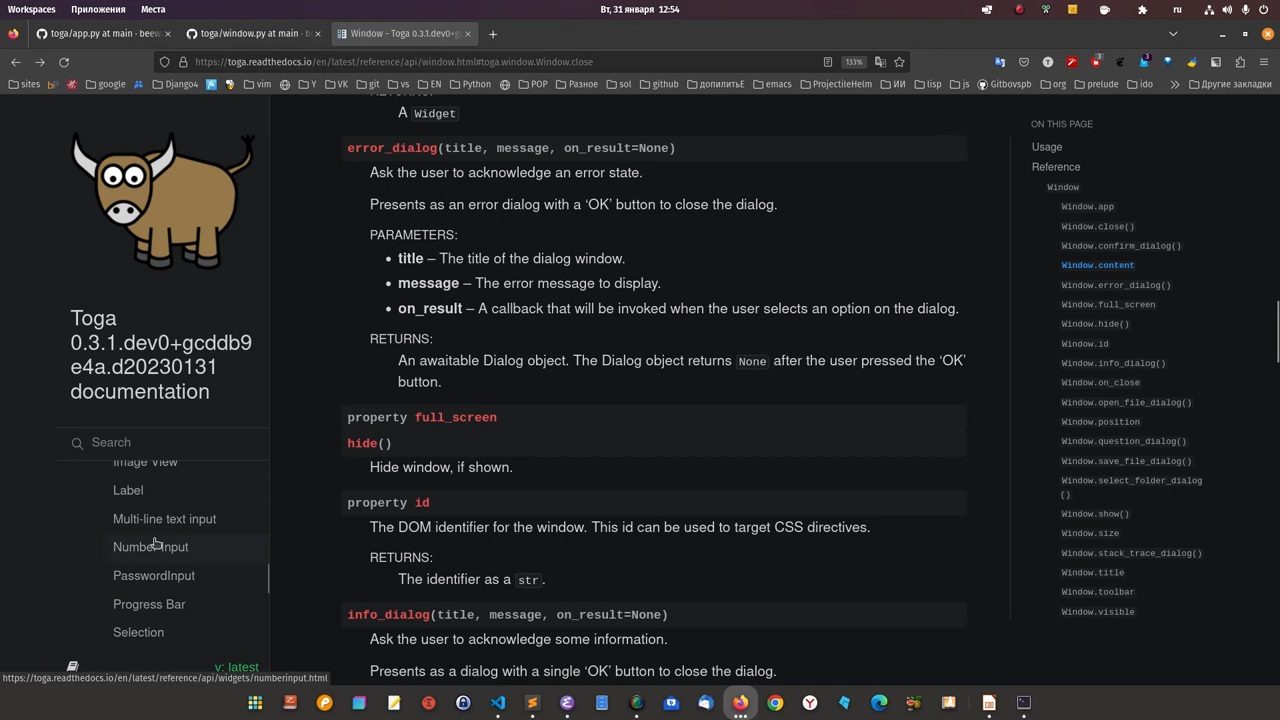 Workspaces
Приложения
Места
Вт, 31 января 12:54
ru
toga/app.py at main · beew
toga/window.py at main · bee
Window - Toga 0.3.1.dev0+g
https://toga.readthedocs.io/en/latest/reference/api/window.html#toga.window.Window.close
133%
sites
bp
google
Django4
vim
Y
VK
git
vs
EN
Python
POP
Разное
sol
github
допилитьЕ
emacs
ProjectileHelm
ИИ
lisp
js
Gitbovspb
org
prelude
ido
Другие закладки
Toga
0.3.1.dev0+gcddb9
e4a.d20230131
documentation
Search
Image View
Label
Multi-line text input
NumberInput
PasswordInput
Progress Bar
Selection
v: latest
https://toga.readthedocs.io/en/latest/reference/api/widgets/numberinput.html
RETURNS:
A Widget
error_dialog(title, message, on_result=None)
Ask the user to acknowledge an error state.
Presents as an error dialog with a ‘OK’ button to close the dialog.
PARAMETERS:
• title – The title of the dialog window.
• message – The error message to display.
• on_result – A callback that will be invoked when the user selects an option on the dialog.
RETURNS:
An awaitable Dialog object. The Dialog object returns None after the user pressed the ‘OK’
button.
property full_screen
hide()
Hide window, if shown.
property id
The DOM identifier for the window. This id can be used to target CSS directives.
RETURNS:
The identifier as a str.
info_dialog(title, message, on_result=None)
Ask the user to acknowledge some information.
Presents as a dialog with a single ‘OK’ button to close the dialog.
ON THIS PAGE
Usage
Reference
Window
Window.app
Window.close()
Window.confirm_dialog()
Window.content
Window.error_dialog()
Window.full_screen
Window.hide()
Window.id
Window.info_dialog()
Window.on_close
Window.open_file_dialog()
Window.position
Window.question_dialog()
Window.save_file_dialog()
Window.select_folder_dialog
()
Window.show()
Window.size
Window.stack_trace_dialog()
Window.title
Window.toolbar
Window.visible